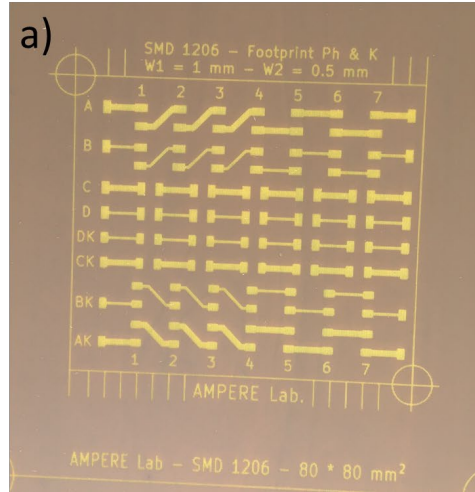 a)
SMD 1206 - Footprint Ph & K
W1 = 1 mm - W2 = 0.5 mm
1 2 3 4 5 6 7
A
B
C
D
DK
CK
BK
AK
1 2 3 4 5 6 7
AMPERE Lab.
AMPERE Lab - SMD 1206 - 80 * 80 mm²